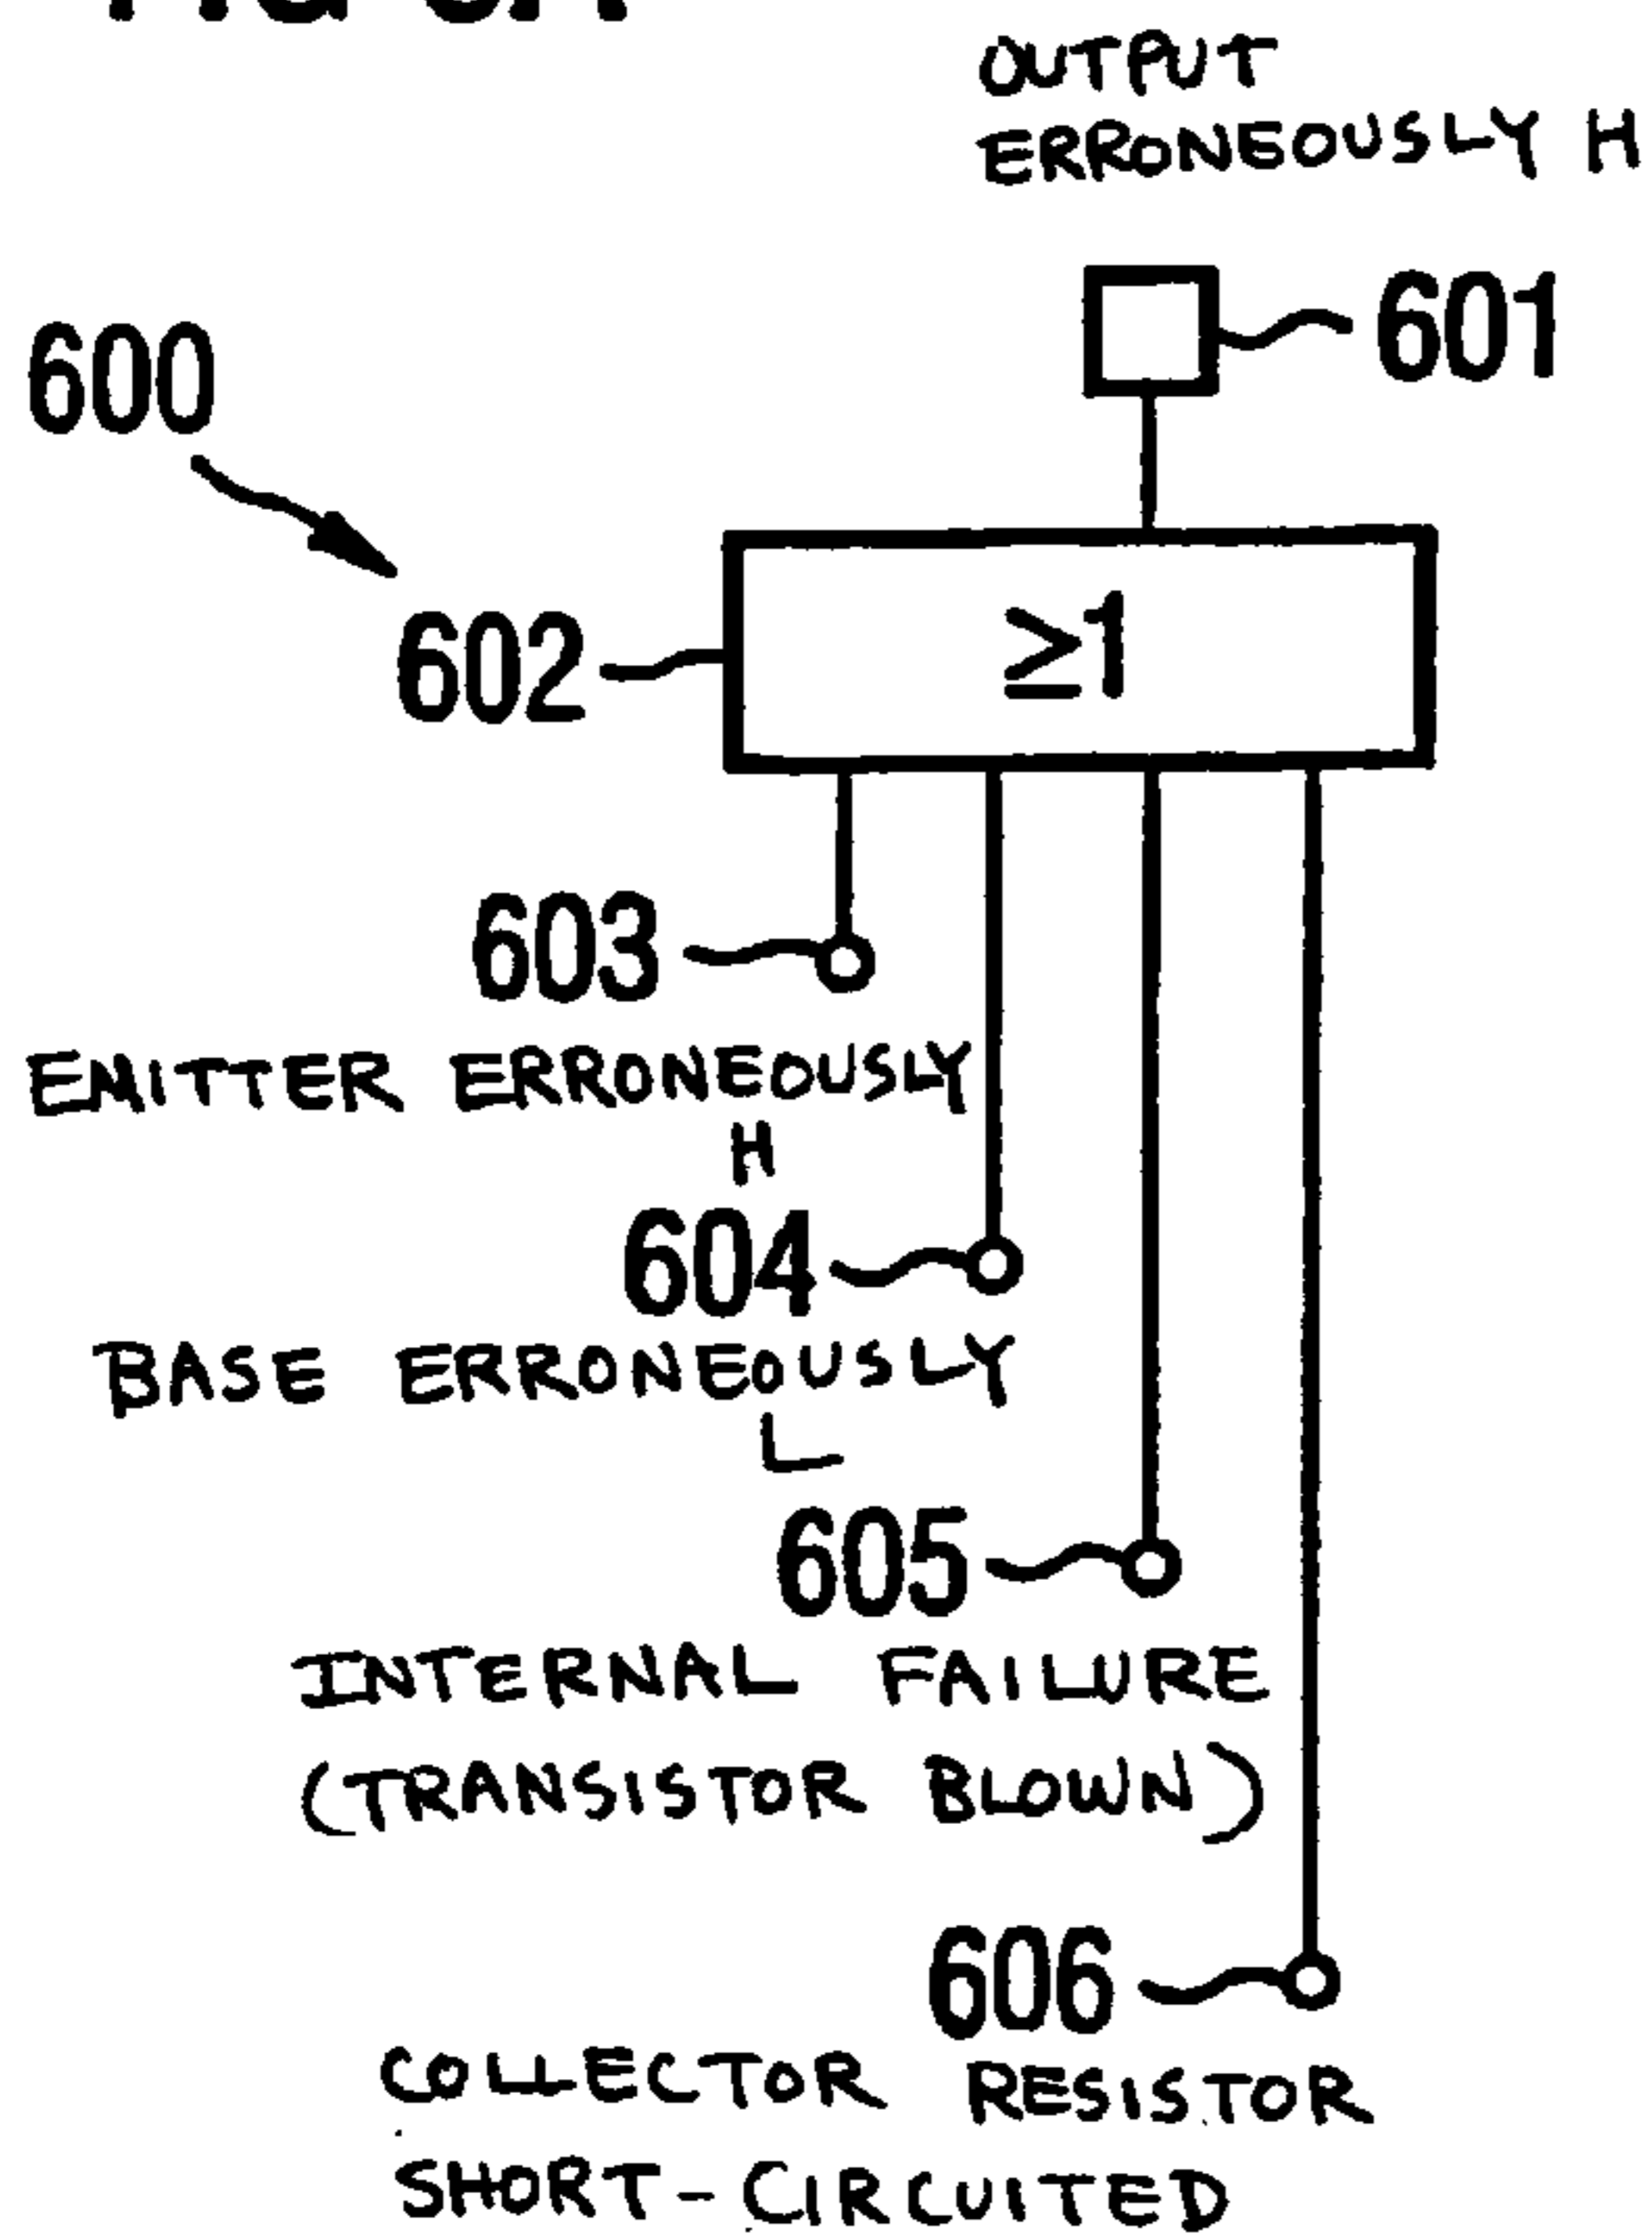 OUTPUT
ERRONEOUSLY H
601
600
≥1
602
603
EMITTER ERRONEOUSLY
H
604
BASE ERRONEOUSLY
L
605
INTERNAL FAILURE
(TRANSISTOR BLOWN)
606
COLLECTOR RESISTOR
SHORT-CIRCUITED